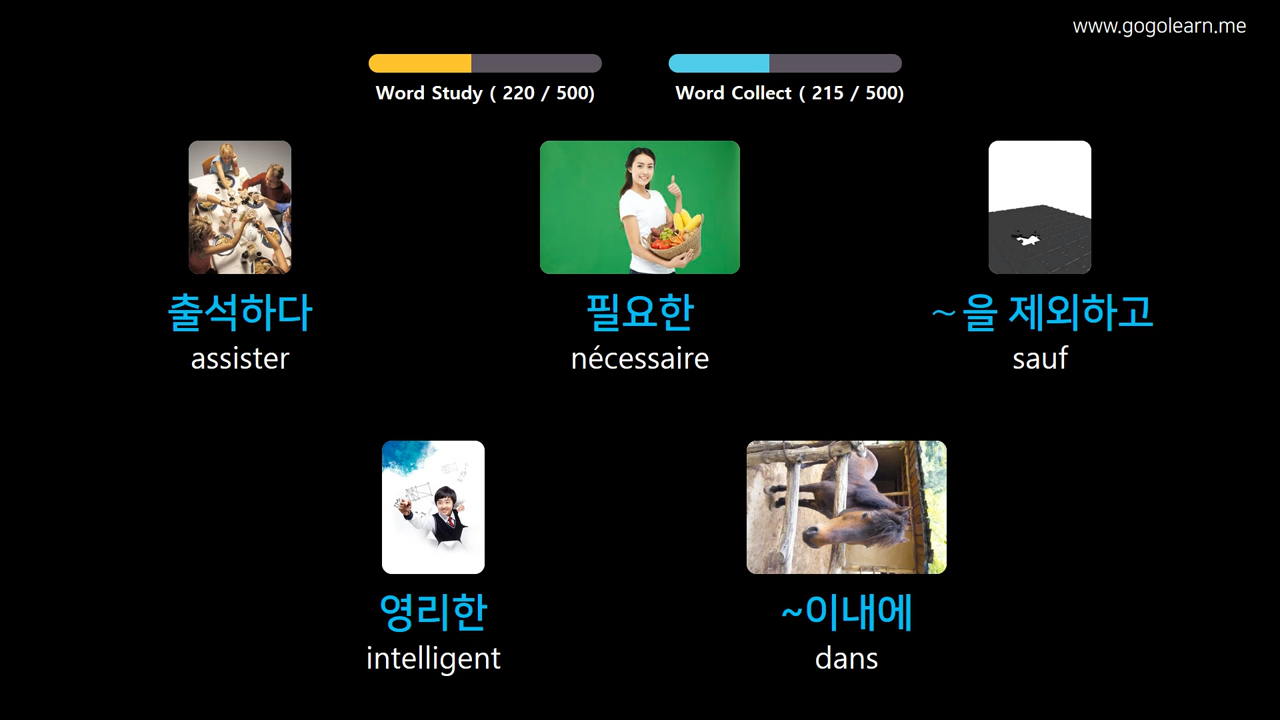 www.gogolearn.me
Word Study ( 220 / 500)
Word Collect ( 215 / 500)
출석하다
assister
필요한
nécessaire
~을 제외하고
sauf
영리한
intelligent
~이내에
dans